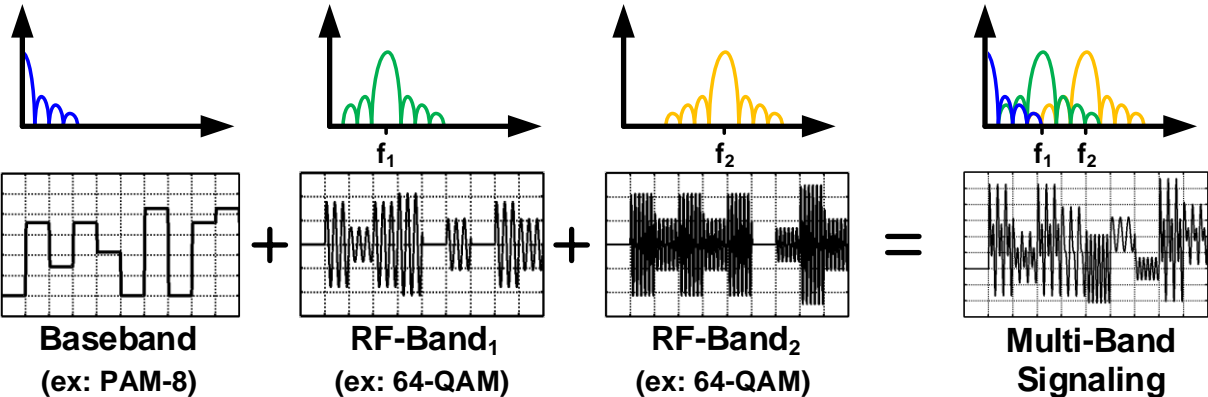 f₁
f₂
f₁ f₂
Baseband
(ex: PAM-8)
+
RF-Band₁
(ex: 64-QAM)
+
RF-Band₂
(ex: 64-QAM)
=
Multi-Band
Signaling